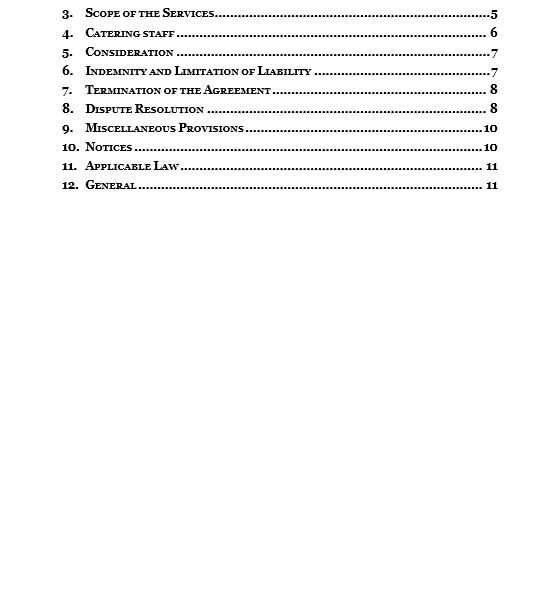 3. Scope of the Services.....................................................................................5
4. Catering staff ................................................................................................ 6
5. Consideration .................................................................................................7
6. Indemnity and Limitation of Liability .......................................................7
7. Termination of the Agreement................................................................... 8
8. Dispute Resolution ...................................................................................... 8
9. Miscellaneous Provisions..........................................................................10
10. Notices ...........................................................................................................10
11. Applicable Law.............................................................................................. 11
12. General........................................................................................................... 11